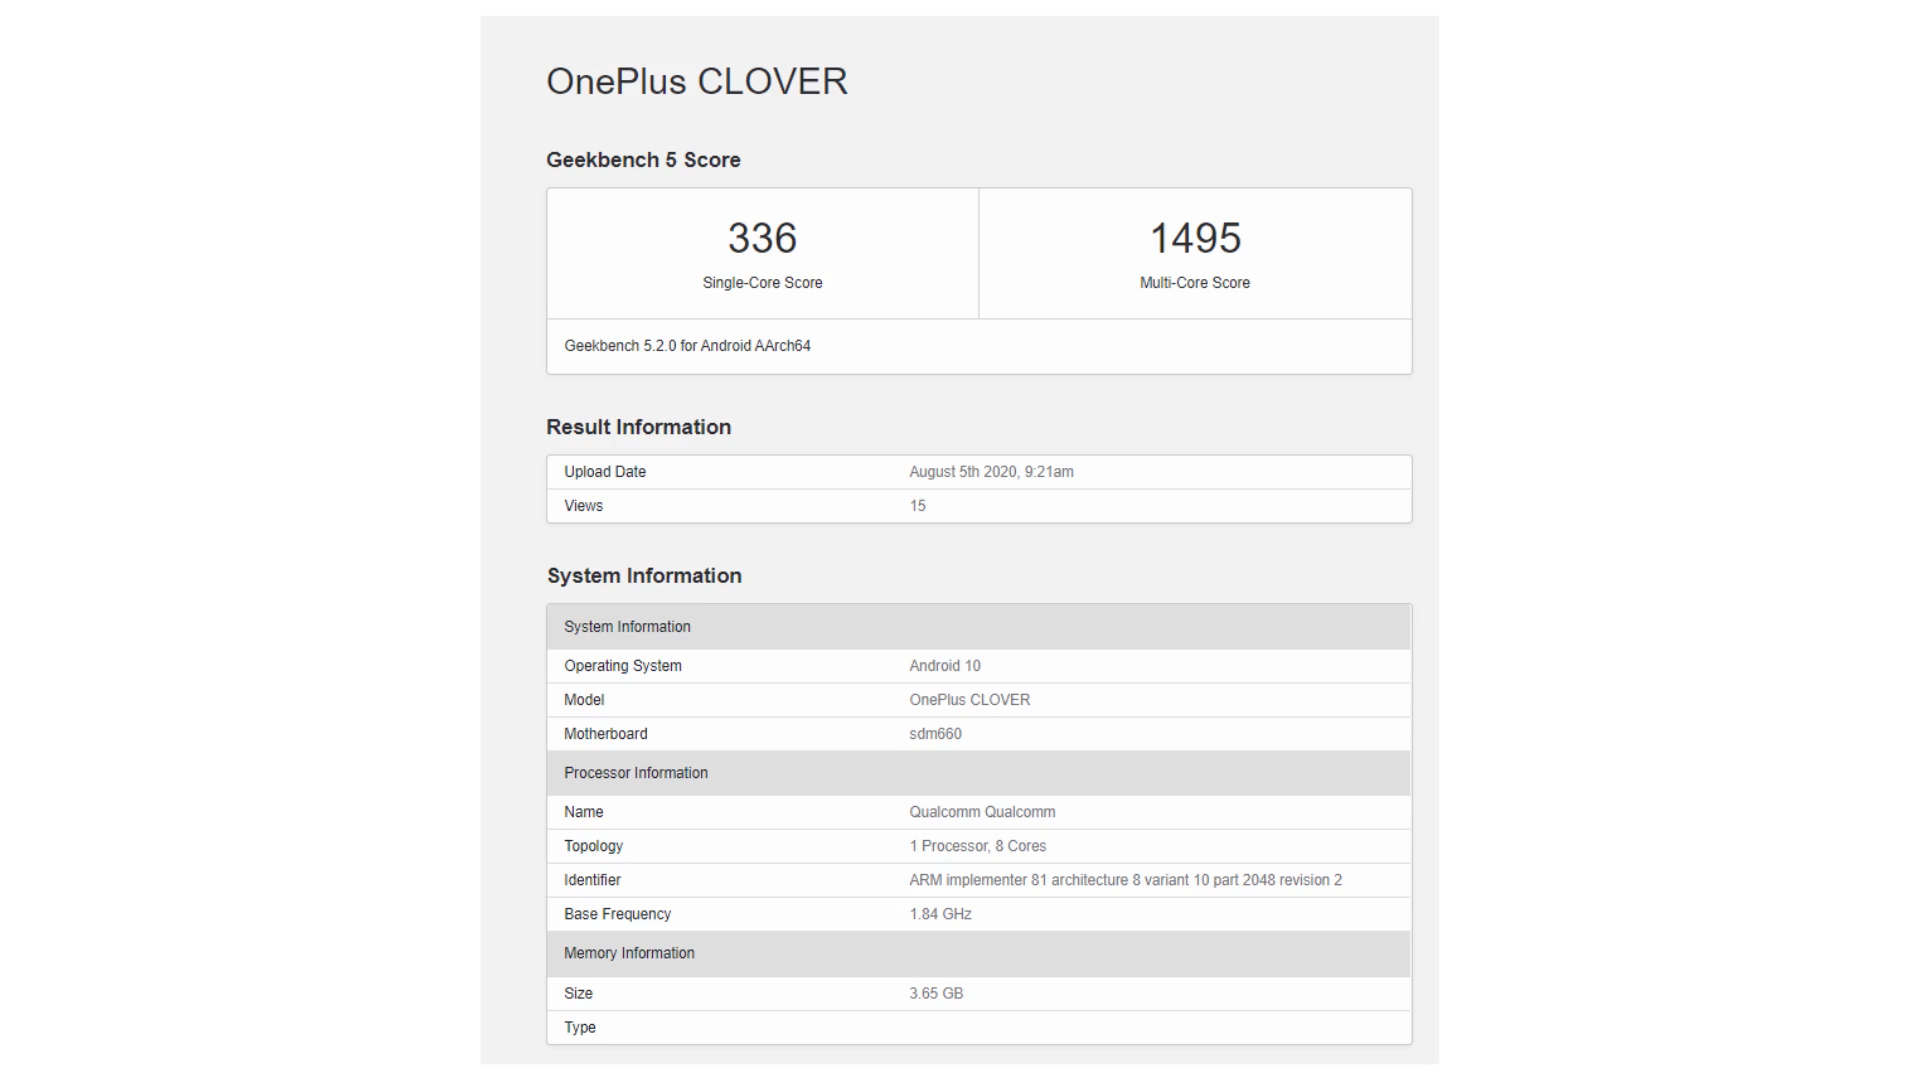 OnePlus CLOVER
Geekbench 5 Score
336 1495
Single-Core Score Multi-Core Score
Geekbench 5.2.0 for Android AArch64
Result Information
Upload Date August 5th 2020, 9:21am
Views 15
System Information
System Information
Operating System Android 10
Model OnePlus CLOVER
Motherboard sdm660
Processor Information
Name Qualcomm Qualcomm
Topology 1 Processor, 8 Cores
Identifier ARM implementer 81 architecture 8 variant 10 part 2048 revision 2
Base Frequency 1.84 GHz
Memory Information
Size 3.65 GB
Type